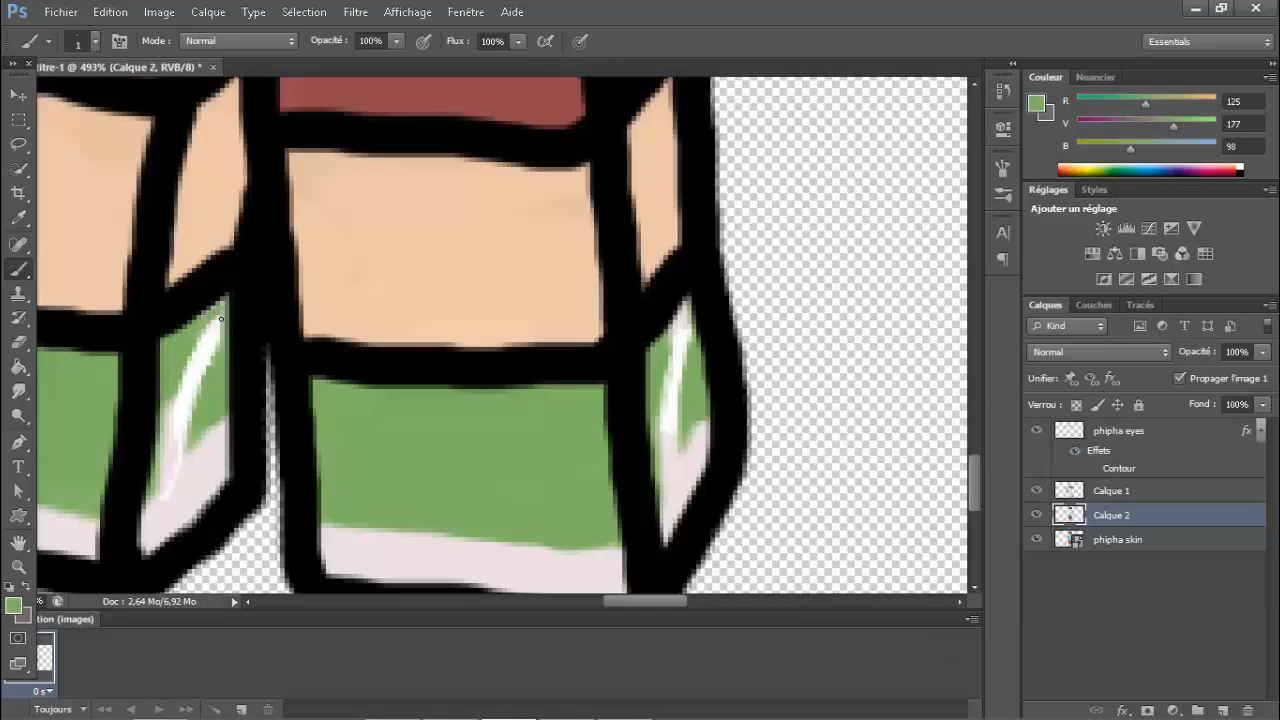 Ps Fichier Edition Image Calque Type Sélection Filtre Affichage Fenêtre Aide
1 Mode : Normal Opacité : 100% Flux : 100% Essentials
itre-1 @ 493% (Calque 2, RVB/8) * ×
Couleur Nuancier
R 125
V 177
B 98
Réglages Styles
Ajouter un réglage
Calques Couches Tracés
Kind
Normal Opacité : 100%
Unifier : Propager l'image 1
Verrou : Fond : 100%
phipha eyes fx
Effets
Contour
Calque 1
Calque 2
phipha skin
% Doc : 2,64 Mo/6,92 Mo
tion (images)
0 s
Toujours